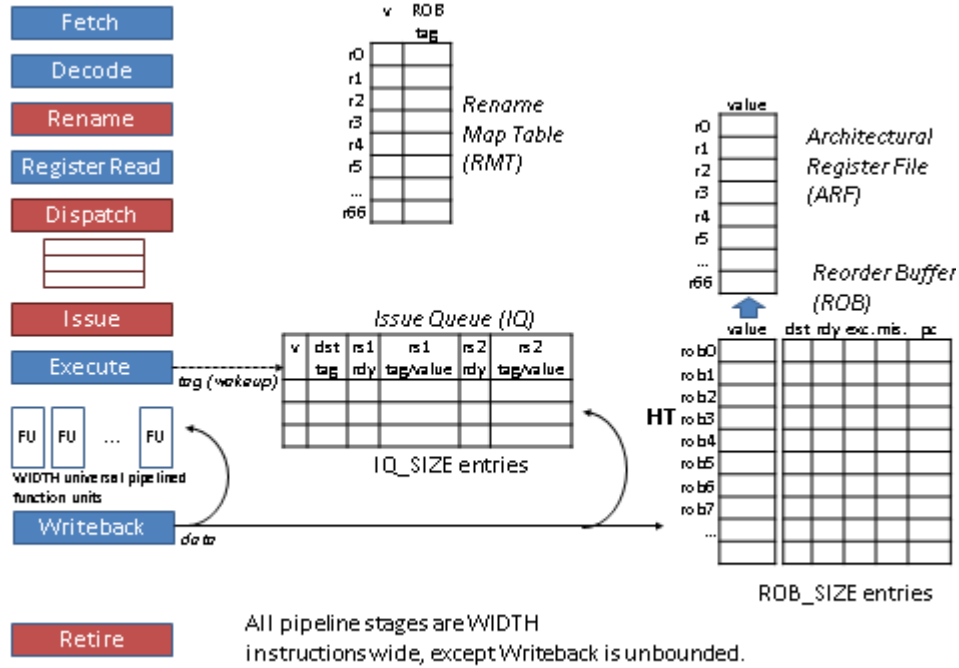 Fetch
Decode
Rename
Register Read
Dispatch
Issue
Execute
tag (wakeup)
FU FU ... FU
WIDTH universal pipelined
function units
Writeback
data
Retire
v ROB
tag
r0
r1
r2
r3
r4
r5
...
r66
Rename
Map Table
(RMT)
value
r0
r1
r2
r3
r4
r5
...
r66
Architectural
Register File
(ARF)
Issue Queue (IQ)
v dst rs1 rs1 rs2 rs2
tag rdy tag/value rdy tag/value
IQ_SIZE entries
Reorder Buffer
(ROB)
value dst rdy exc. mis. pc
rob0
rob1
rob2
HT rob3
rob4
rob5
rob6
rob7
...
ROB_SIZE entries
All pipeline stages are WIDTH
instructions wide, except Writeback is unbounded.